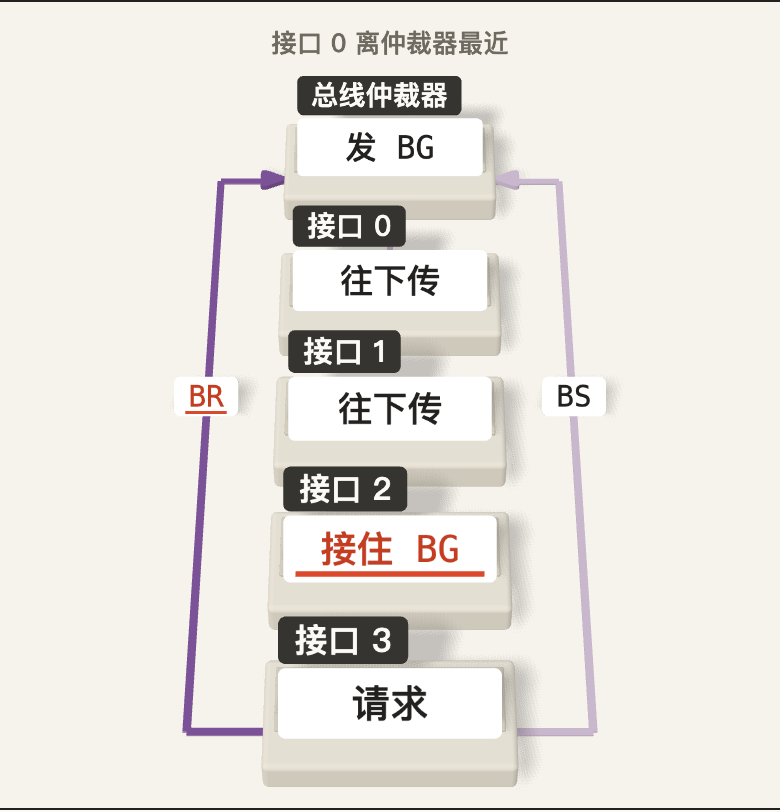 接口 0 离仲裁器最近
总线仲裁器
发 BG
接口 0
往下传
接口 1
往下传
BR
BS
接口 2
接住 BG
接口 3
请求